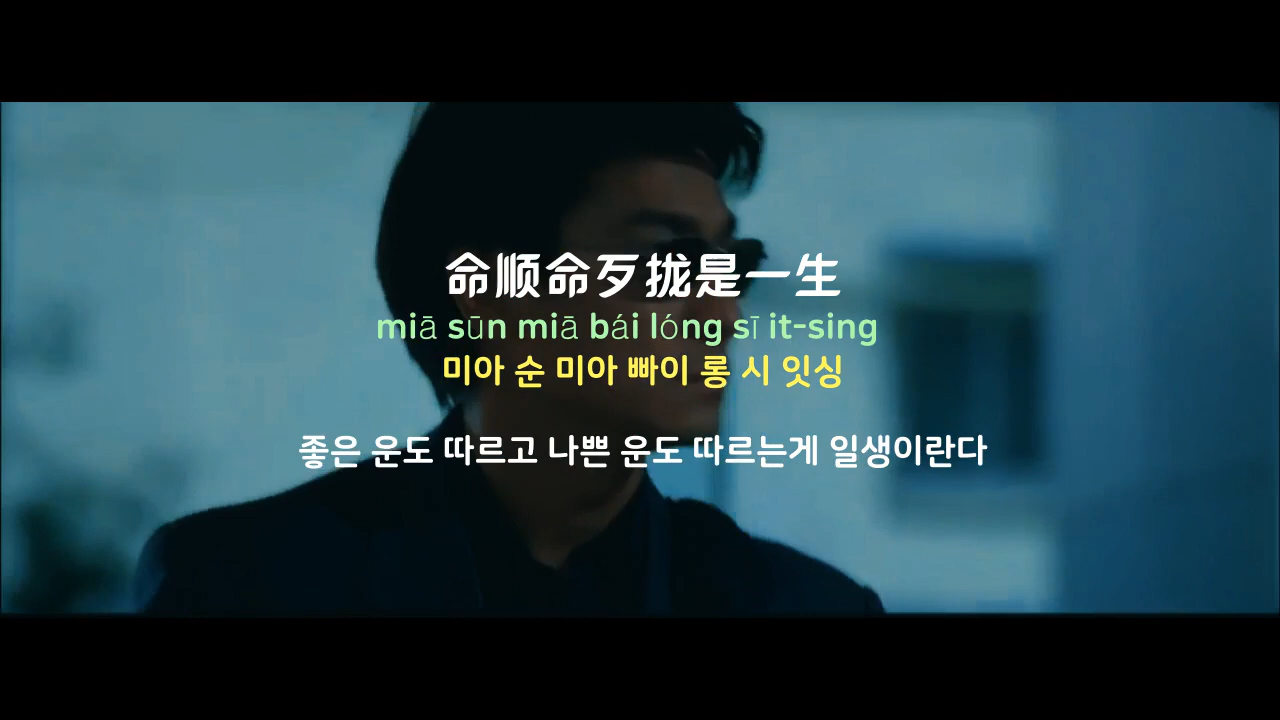 命顺命歹拢是一生
miā sūn miā bái lóng sī it-sing
미아 순 미아 빠이 롱 시 잇싱
좋은 운도 따르고 나쁜 운도 따르는게 일생이란다